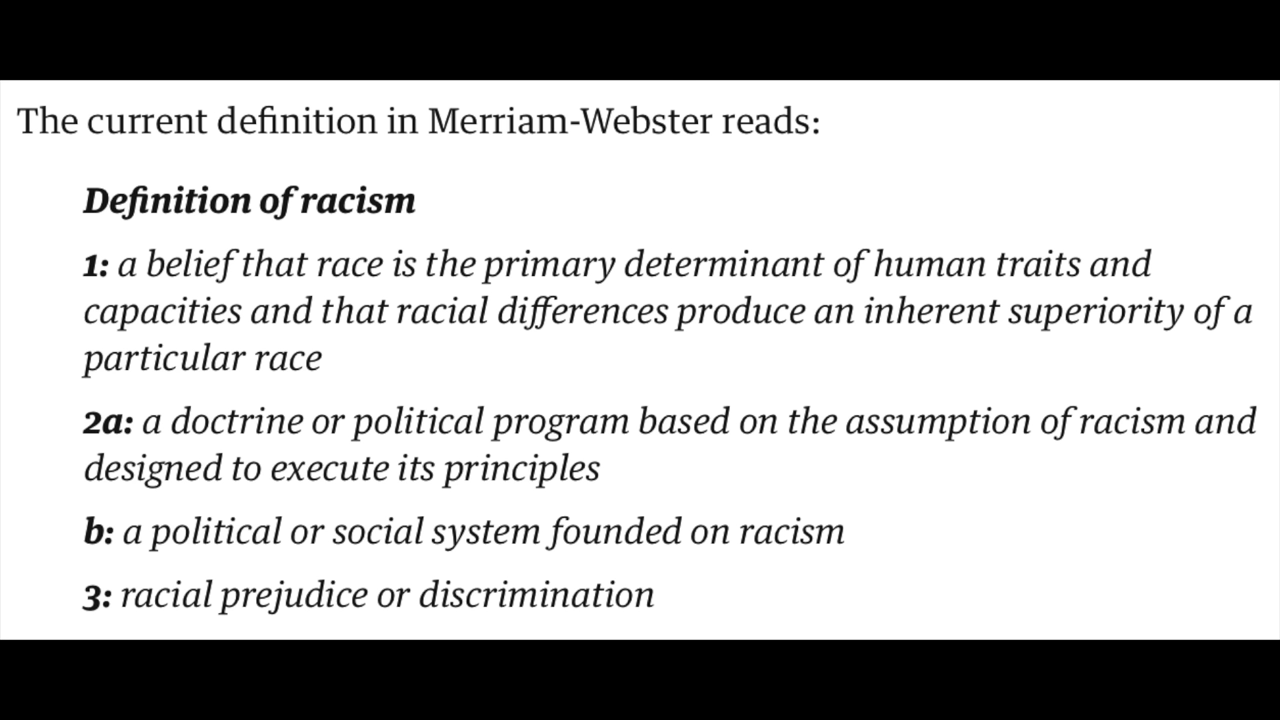 The current definition in Merriam-Webster reads:
Definition of racism
1: a belief that race is the primary determinant of human traits and
capacities and that racial differences produce an inherent superiority of a
particular race
2a: a doctrine or political program based on the assumption of racism and
designed to execute its principles
b: a political or social system founded on racism
3: racial prejudice or discrimination